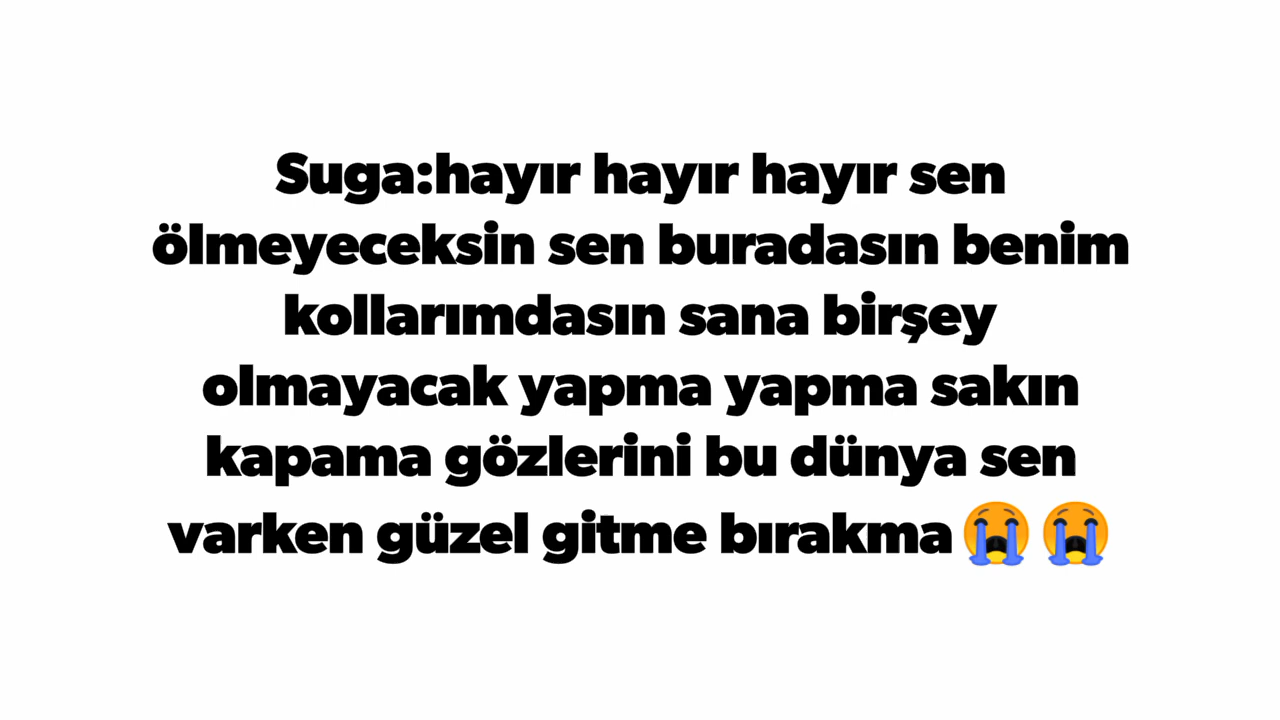 Suga:hayır hayır hayır sen
ölmeyeceksin sen buradasın benim
kollarımdasın sana birşey
olmayacak yapma yapma sakın
kapama gözlerini bu dünya sen
varken güzel gitme bırakma 😭 😭